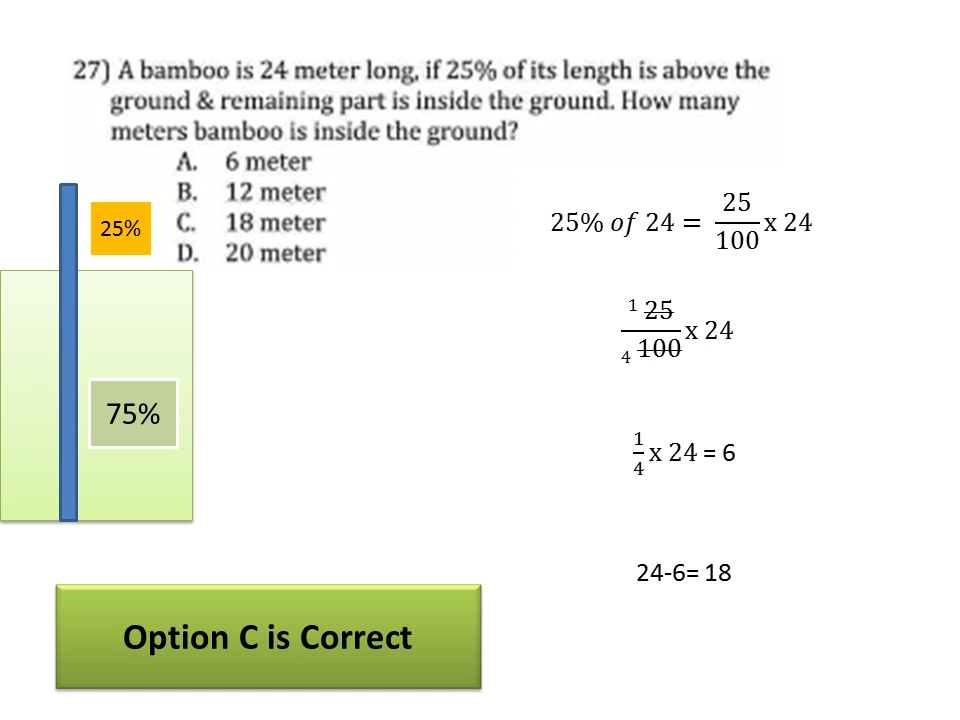 27) A bamboo is 24 meter long, if 25% of its length is above the
ground & remaining part is inside the ground. How many
meters bamboo is inside the ground?
A. 6 meter
B. 12 meter
C. 18 meter
D. 20 meter
25%
75%
25% of 24 = 25/100 x 24
1 25 / 4 100 x 24
1/4 x 24 = 6
24-6= 18
Option C is Correct